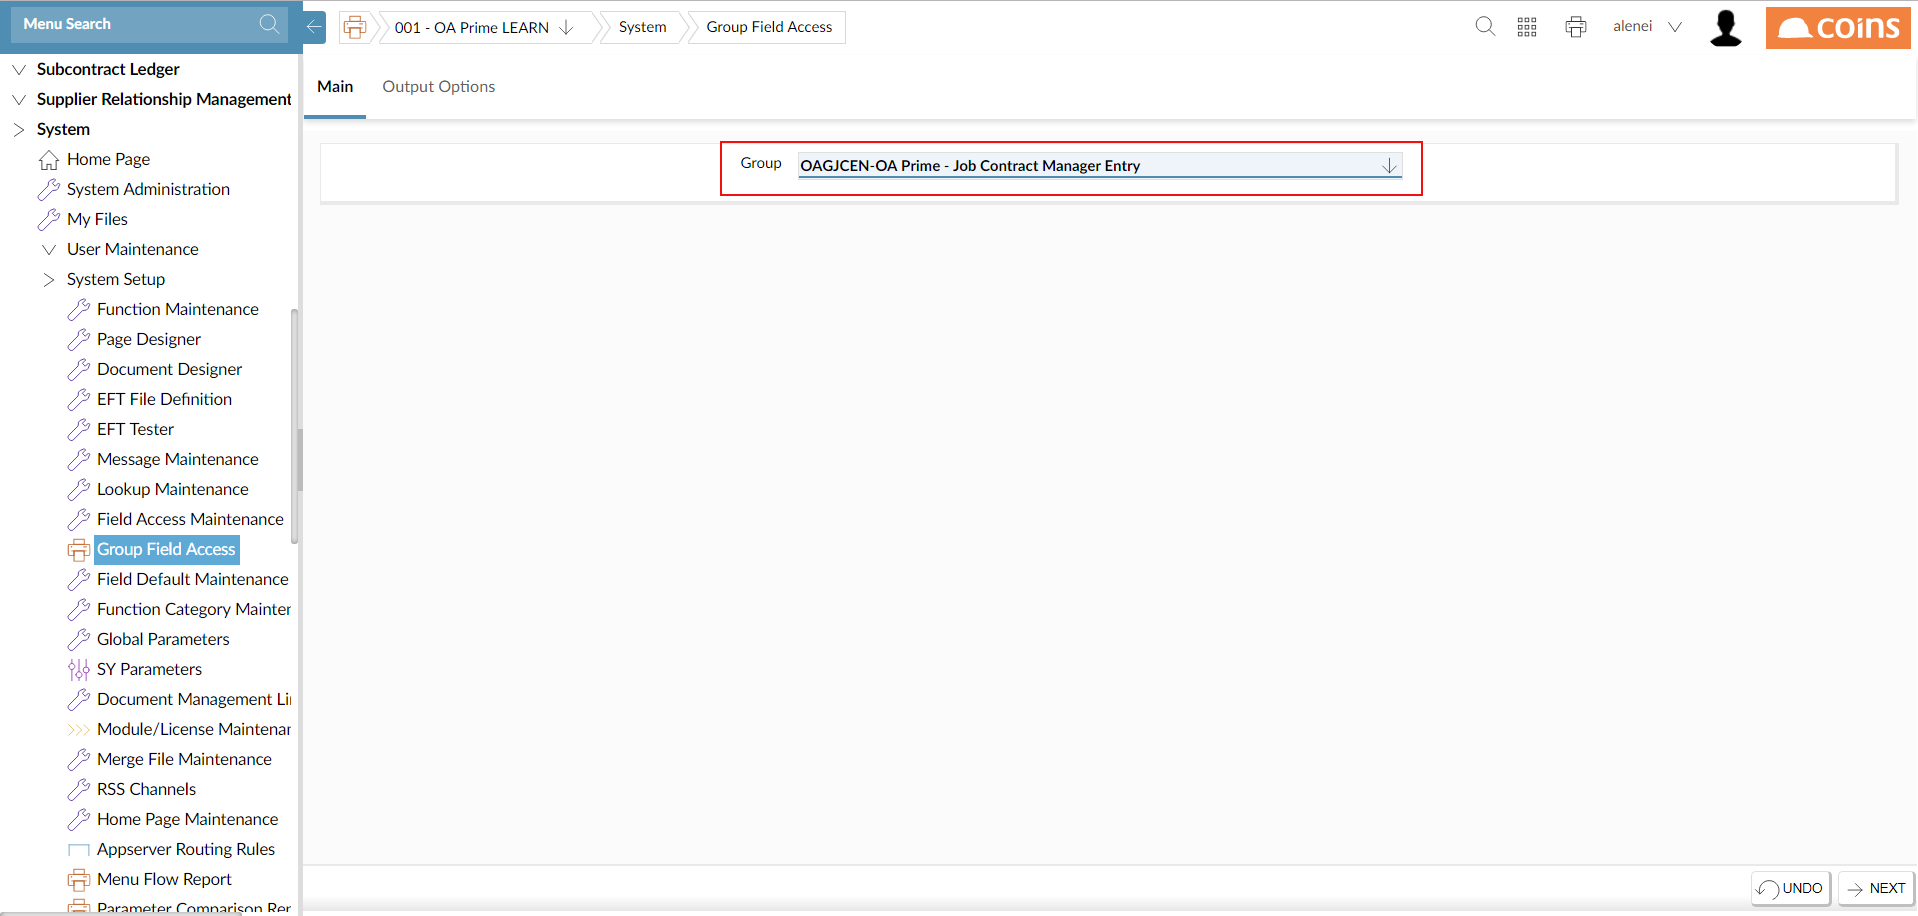 Menu Search
001 - OA Prime LEARN
System
Group Field Access
alenei
coins
Subcontract Ledger
Supplier Relationship Management
System
Home Page
System Administration
My Files
User Maintenance
System Setup
Function Maintenance
Page Designer
Document Designer
EFT File Definition
EFT Tester
Message Maintenance
Lookup Maintenance
Field Access Maintenance
Group Field Access
Field Default Maintenance
Function Category Mainten
Global Parameters
SY Parameters
Document Management Li
Module/License Maintenan
Merge File Maintenance
RSS Channels
Home Page Maintenance
Appserver Routing Rules
Menu Flow Report
Parameter Comparison Rep
Main
Output Options
Group
OAGJCEN-OA Prime - Job Contract Manager Entry
UNDO
NEXT